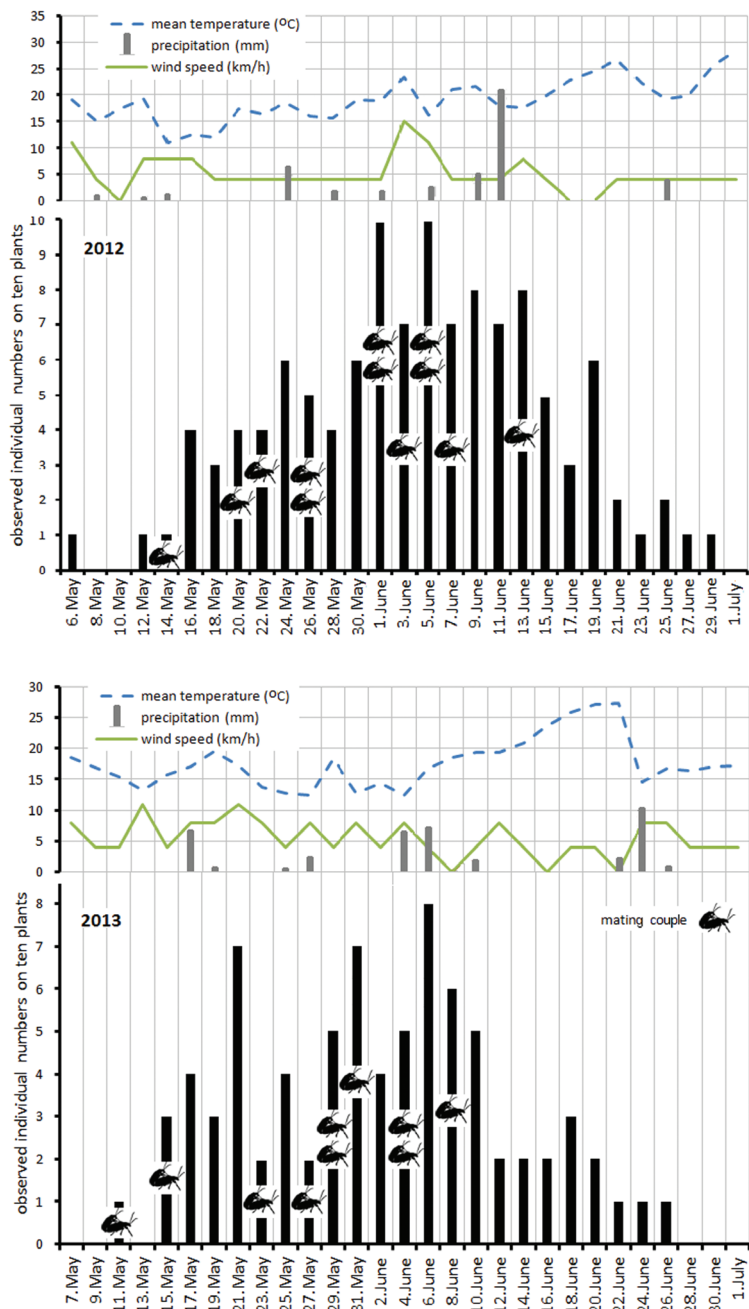 35
30
25
20
15
10
5
0
mean temperature (ºC)
precipitation (mm)
wind speed (km/h)
observed individual numbers on ten plants
10
9
8
7
6
5
4
3
2
1
0
2012
6. May
8. May
10. May
12. May
14. May
16. May
18. May
20. May
22. May
24. May
26. May
28. May
30. May
1. June
3. June
5. June
7. June
9. June
11. June
13. June
15. June
17. June
19. June
21. June
23. June
25. June
27. June
29. June
1. July
30
25
20
15
10
5
0
mean temperature (ºC)
precipitation (mm)
wind speed (km/h)
observed individual numbers on ten plants
8
7
6
5
4
3
2
1
0
2013
mating couple
7. May
9. May
11. May
13. May
15. May
17. May
19. May
21. May
23. May
25. May
27. May
29. May
31. May
2. June
4. June
6. June
8. June
10. June
12. June
14. June
16. June
18. June
20. June
22. June
24. June
26. June
28. June
30. June
1. July